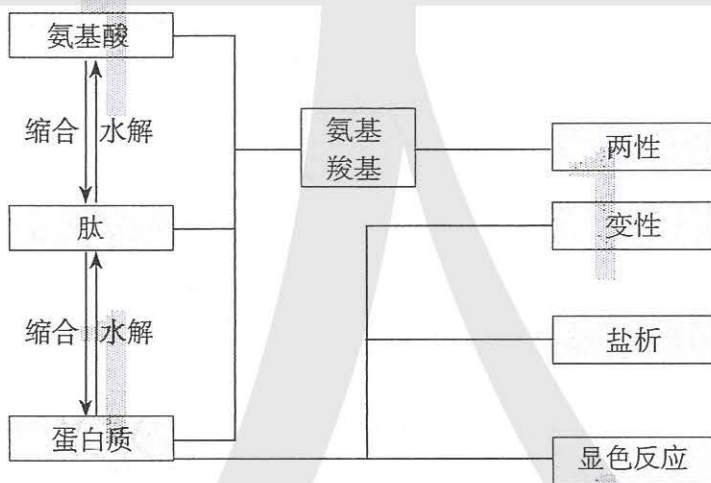 氨基酸
缩合 水解
氨基
羧基
两性
肽
变性
缩合 水解
盐析
蛋白质
显色反应